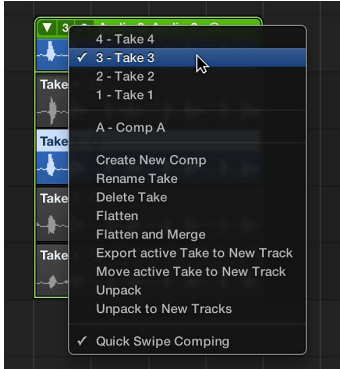 3
4 - Take 4
✓ 3 - Take 3
2 - Take 2
1 - Take 1
A - Comp A
Create New Comp
Rename Take
Delete Take
Flatten
Flatten and Merge
Export active Take to New Track
Move active Take to New Track
Unpack
Unpack to New Tracks
✓ Quick Swipe Comping
Take
Take
Take
Take